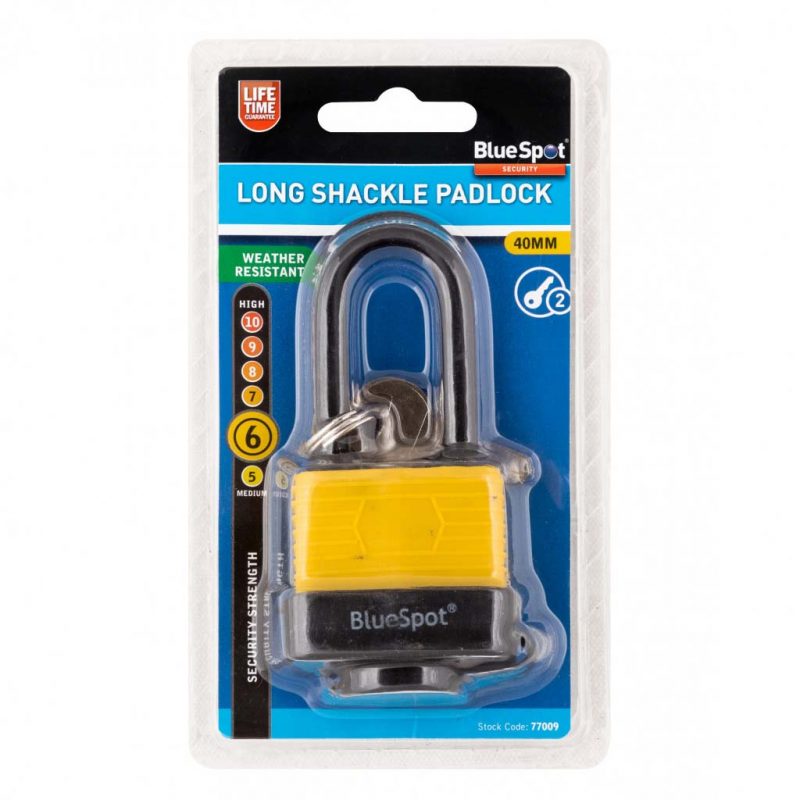 LIFE
TIME
GUARANTEE
BlueSpot®
SECURITY
LONG SHACKLE PADLOCK
40MM
WEATHER
RESISTANT
2
HIGH
10
9
8
7
6
5
MEDIUM
SECURITY STRENGTH
BlueSpot®
Stock Code: 77009